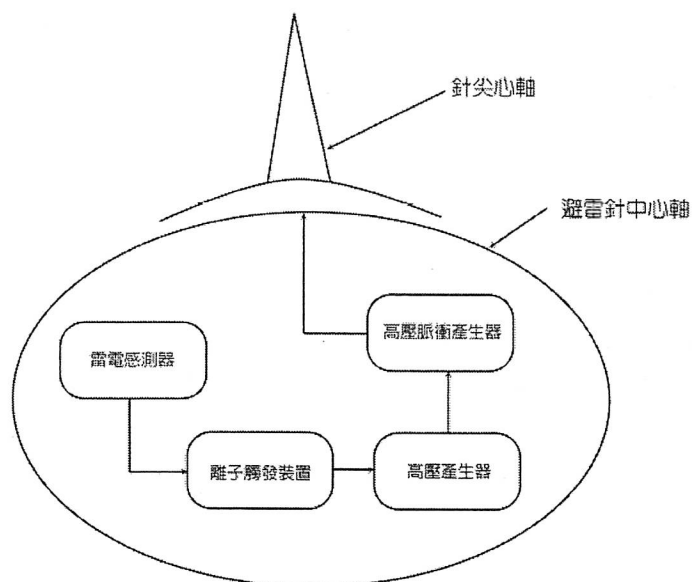 針尖心軸
避雷針中心軸
高壓脈衝產生器
雷電感測器
離子觸發裝置
高壓產生器